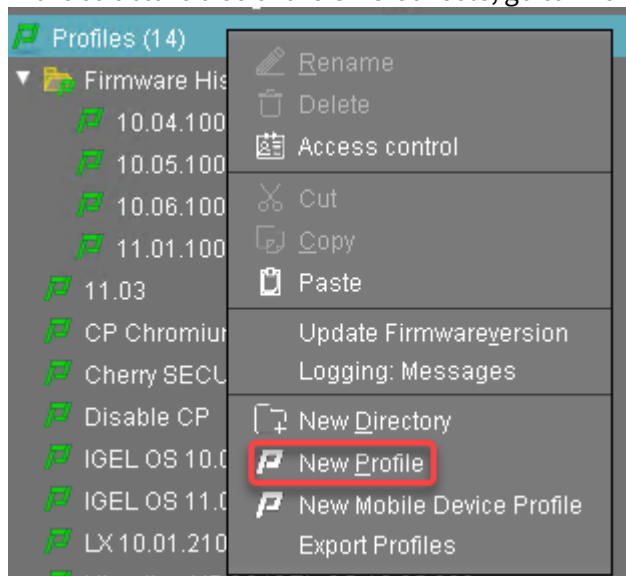 Profiles (14)
Firmware His
10.04.100
10.05.100
10.06.100
11.01.100
11.03
CP Chromiur
Cherry SECU
Disable CP
IGEL OS 10.0
IGEL OS 11.0
LX 10.01.210
Rename
Delete
Access control
Cut
Copy
Paste
Update Firmwareversion
Logging: Messages
New Directory
New Profile
New Mobile Device Profile
Export Profiles